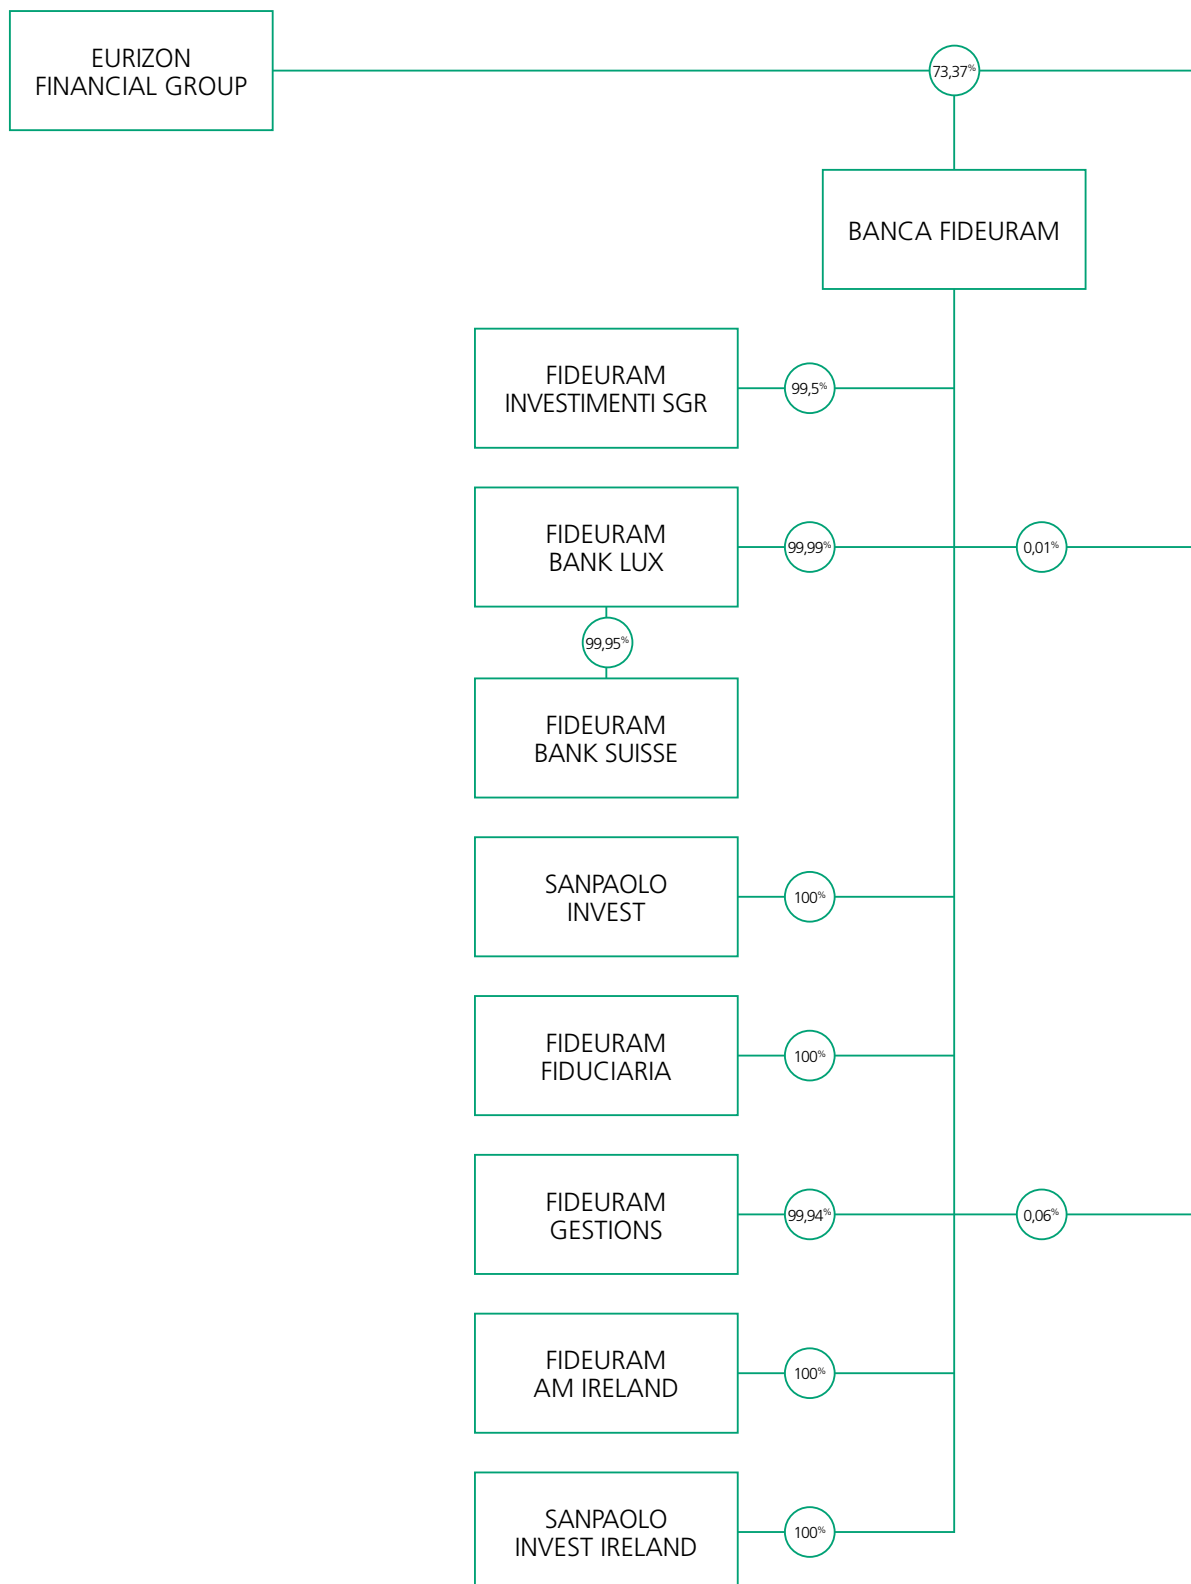 EURIZON
FINANCIAL GROUP
73,37%
BANCA FIDEURAM
FIDEURAM
INVESTIMENTI SGR
99,5%
FIDEURAM
BANK LUX
99,99%
0,01%
99,95%
FIDEURAM
BANK SUISSE
SANPAOLO
INVEST
100%
FIDEURAM
FIDUCIARIA
100%
FIDEURAM
GESTIONS
99,94%
0,06%
FIDEURAM
AM IRELAND
100%
SANPAOLO
INVEST IRELAND
100%